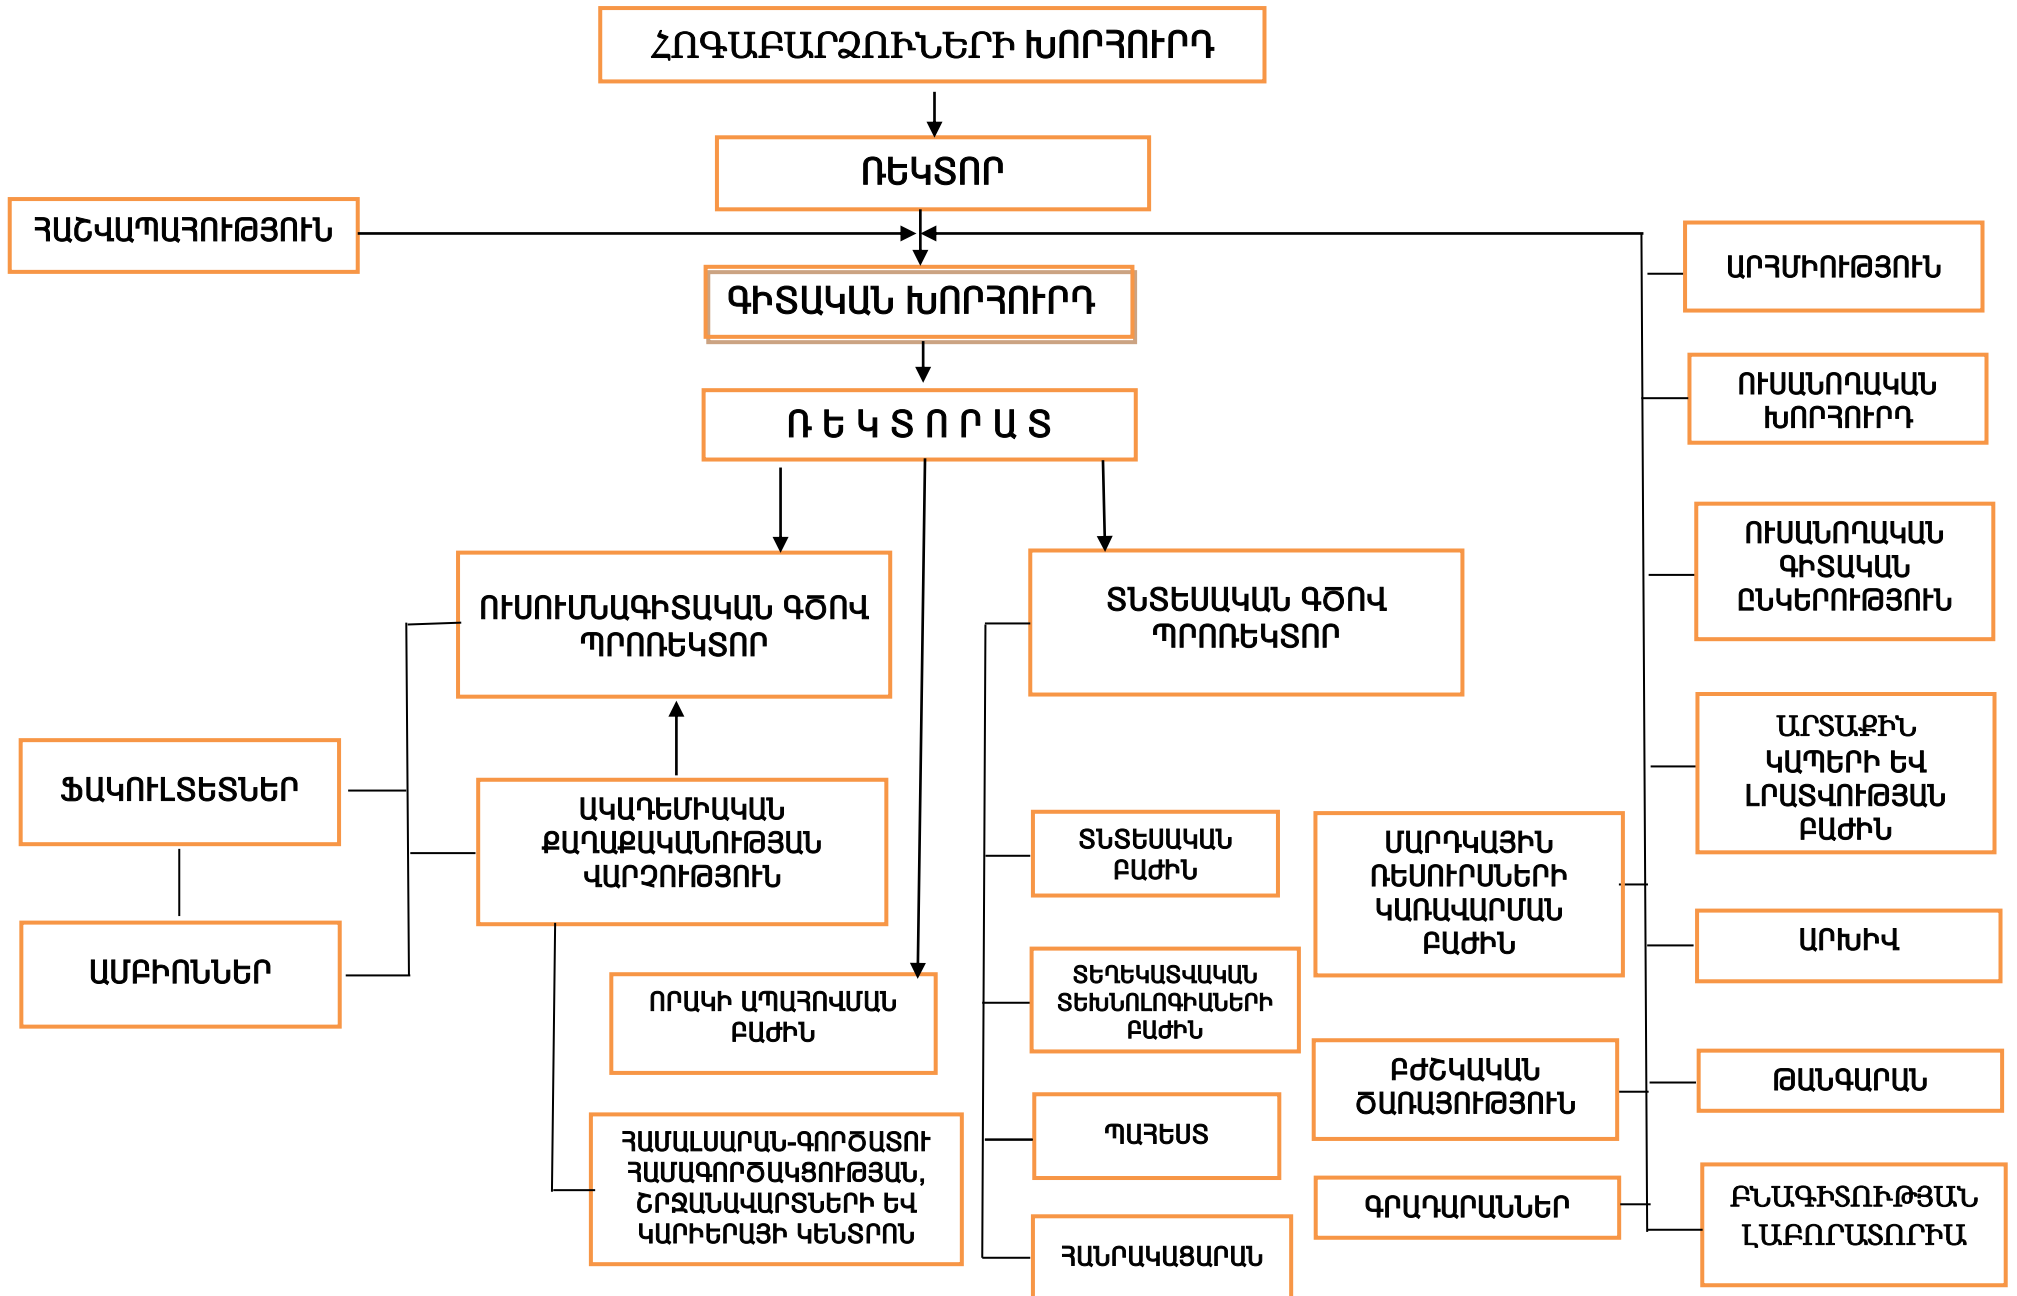 ՀՈԳԱԲԱՐՁՈՒՆԵՐԻ ԽՈՐՀՈՒՐԴ
ՌԵԿՏՈՐ
ՀԱՇՎԱՊԱՀՈՒԹՅՈՒՆ
ԳԻՏԱԿԱՆ ԽՈՐՀՈՒՐԴ
Ռ Ե Կ Տ Ո Ր Ա Տ
ՈՒՍՈՒՄՆԱԳԻՏԱԿԱՆ ԳԾՈՎ
ՊՐՈՌԵԿՏՈՐ
ՏՆՏԵՍԱԿԱՆ ԳԾՈՎ
ՊՐՈՌԵԿՏՈՐ
ՖԱԿՈՒԼՏԵՏՆԵՐ
ԱՄԲԻՈՆՆԵՐ
ԱԿԱԴԵՄԻԱԿԱՆ
ՔԱՂԱՔԱԿԱՆՈՒԹՅԱՆ
ՎԱՐՉՈՒԹՅՈՒՆ
ՈՐԱԿԻ ԱՊԱՀՈՎՄԱՆ
ԲԱԺԻՆ
ՀԱՄԱԼՍԱՐԱՆ-ԳՈՐԾԱՏՈՒ
ՀԱՄԱԳՈՐԾԱԿՑՈՒԹՅԱՆ,
ՇՐՋԱՆԱՎԱՐՏՆԵՐԻ ԵՎ
ԿԱՐԻԵՐԱՅԻ ԿԵՆՏՐՈՆ
ՏՆՏԵՍԱԿԱՆ
ԲԱԺԻՆ
ՏԵՂԵԿԱՏՎԱԿԱՆ
ՏԵԽՆՈԼՈԳԻԱՆԵՐԻ
ԲԱԺԻՆ
ՊԱՀԵՍՏ
ՀԱՆՐԱԿԱՑԱՐԱՆ
ՄԱՐԴԿԱՅԻՆ
ՌԵՍՈՒՐՍՆԵՐԻ
ԿԱՌԱՎԱՐՄԱՆ
ԲԱԺԻՆ
ԲԺՇԿԱԿԱՆ
ԾԱՌԱՅՈՒԹՅՈՒՆ
ԳՐԱԴԱՐԱՆՆԵՐ
ԱՐՀՄԻՈՒԹՅՈՒՆ
ՈՒՍԱՆՈՂԱԿԱՆ
ԽՈՐՀՈՒՐԴ
ՈՒՍԱՆՈՂԱԿԱՆ
ԳԻՏԱԿԱՆ
ԸՆԿԵՐՈՒԹՅՈՒՆ
ԱՐՏԱՔԻՆ
ԿԱՊԵՐԻ ԵՎ
ԼՐԱՏՎՈՒԹՅԱՆ
ԲԱԺԻՆ
ԱՐԽԻՎ
ԹԱՆԳԱՐԱՆ
ԲՆԱԳԻՏՈՒԹՅԱՆ
ԼԱԲՈՐԱՏՈՐԻԱ